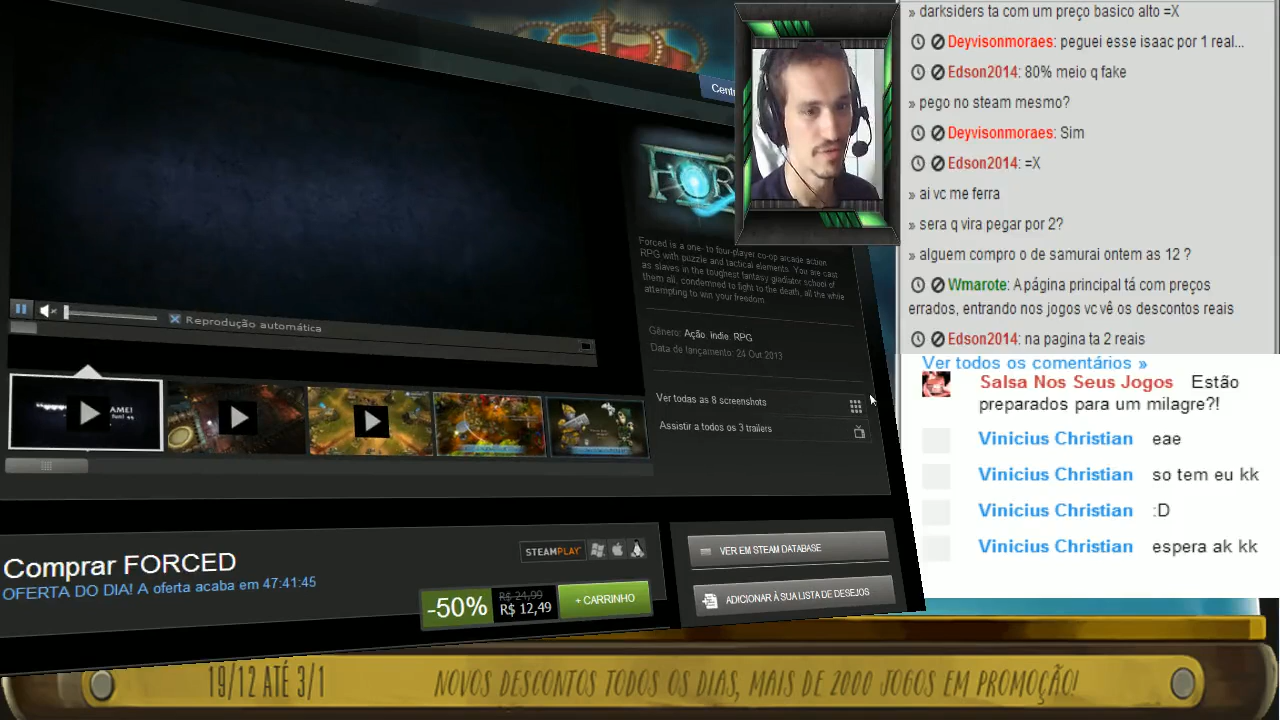 Cent
FOR
Forced is a one- to four-player co-op arcade action
RPG with puzzle and tactical elements. You are cast
as slaves in the toughest fantasy gladiator school of
them all, condemned to fight to the death, all the while
attempting to win your freedom.
Gênero: Ação, Indie, RPG
Data de lançamento: 24 Out 2013
Reprodução automática
Ver todas as 8 screenshots
Assistir a todos os 3 trailers
Comprar FORCED
OFERTA DO DIA! A oferta acaba em 47:41:45
STEAMPLAY
-50%
R$ 24,99
R$ 12,49
+ CARRINHO
VER EM STEAM DATABASE
ADICIONAR À SUA LISTA DE DESEJOS
» darksiders ta com um preço basico alto =X
Deyvisonmoraes: peguei esse isaac por 1 real...
Edson2014: 80% meio q fake
» pego no steam mesmo?
Deyvisonmoraes: Sim
Edson2014: =X
» ai vc me ferra
» sera q vira pegar por 2?
» alguem compro o de samurai ontem as 12 ?
Wmarote: A página principal tá com preços
errados, entrando nos jogos vc vê os descontos reais
Edson2014: na pagina ta 2 reais
Ver todos os comentários »
Salsa Nos Seus Jogos Estão
preparados para um milagre?!
Vinicius Christian eae
Vinicius Christian so tem eu kk
Vinicius Christian :D
Vinicius Christian espera ak kk
19/12 ATÉ 3/1
NOVOS DESCONTOS TODOS OS DIAS, MAIS DE 2000 JOGOS EM PROMOÇÃO!